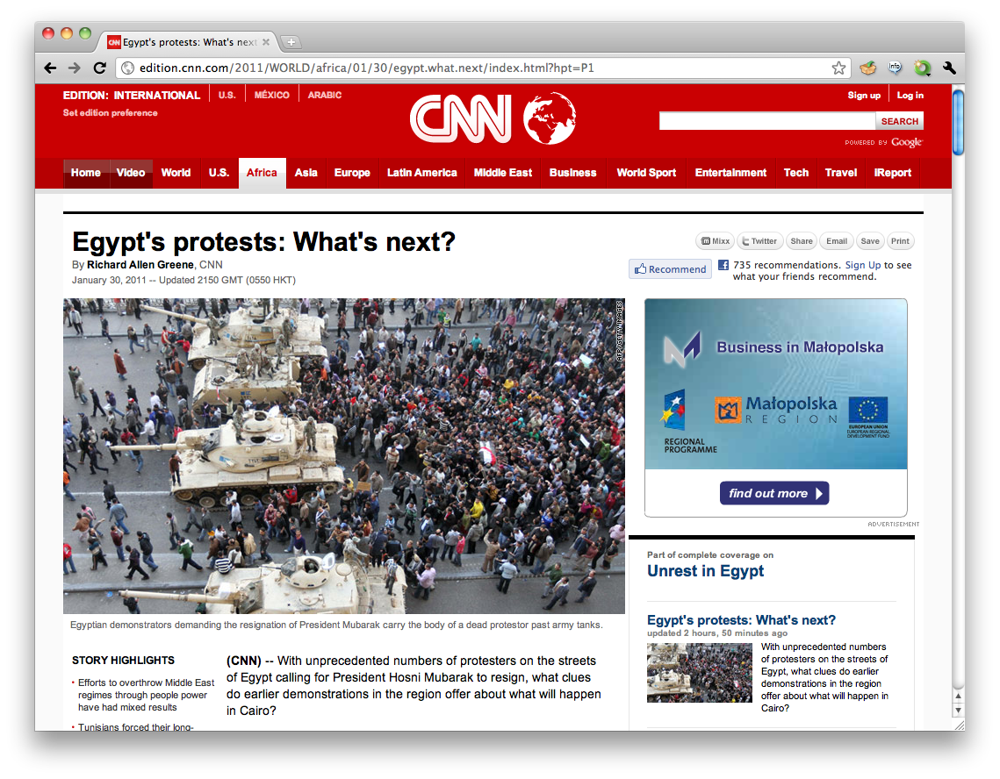 CNN Egypt's protests: What's next
edition.cnn.com/2011/WORLD/africa/01/30/egypt.what.next/index.html?hpt=P1
EDITION: INTERNATIONAL U.S. MÉXICO ARABIC
Set edition preference
CNN
Sign up Log in
SEARCH
POWERED BY Google
Home Video World U.S. Africa Asia Europe Latin America Middle East Business World Sport Entertainment Tech Travel iReport
Egypt's protests: What's next?
By Richard Allen Greene, CNN
January 30, 2011 -- Updated 2150 GMT (0550 HKT)
Mixx Twitter Share Email Save Print
Recommend
735 recommendations. Sign Up to see
what your friends recommend.
AFP/GETTY IMAGES
Egyptian demonstrators demanding the resignation of President Mubarak carry the body of a dead protestor past army tanks.
STORY HIGHLIGHTS
• Efforts to overthrow Middle East
regimes through people power
have had mixed results
• Tunisians forced their long-
(CNN) -- With unprecedented numbers of protesters on the streets
of Egypt calling for President Hosni Mubarak to resign, what clues
do earlier demonstrations in the region offer about what will happen
in Cairo?
Business in Małopolska
REGIONAL
PROGRAMME
Małopolska
REGION
EUROPEAN UNION
EUROPEAN REGIONAL
DEVELOPMENT FUND
find out more
ADVERTISEMENT
Part of complete coverage on
Unrest in Egypt
Egypt's protests: What's next?
updated 2 hours, 50 minutes ago
With unprecedented numbers
of protesters on the streets of
Egypt, what clues do earlier
demonstrations in the region
offer about what will happen in
Cairo?